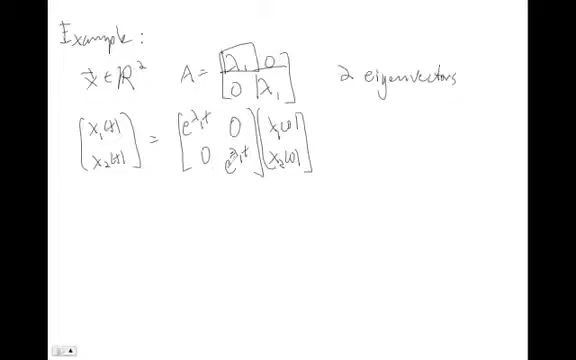 Example:
x⃗ ∈ ℝ² A = [λ₁ 0; 0 λ₁] 2 eigenvectors
(x₁(t); x₂(t)) = [e^{λ₁t} 0; 0 e^{λ₁t}] (x₁(0); x₂(0))